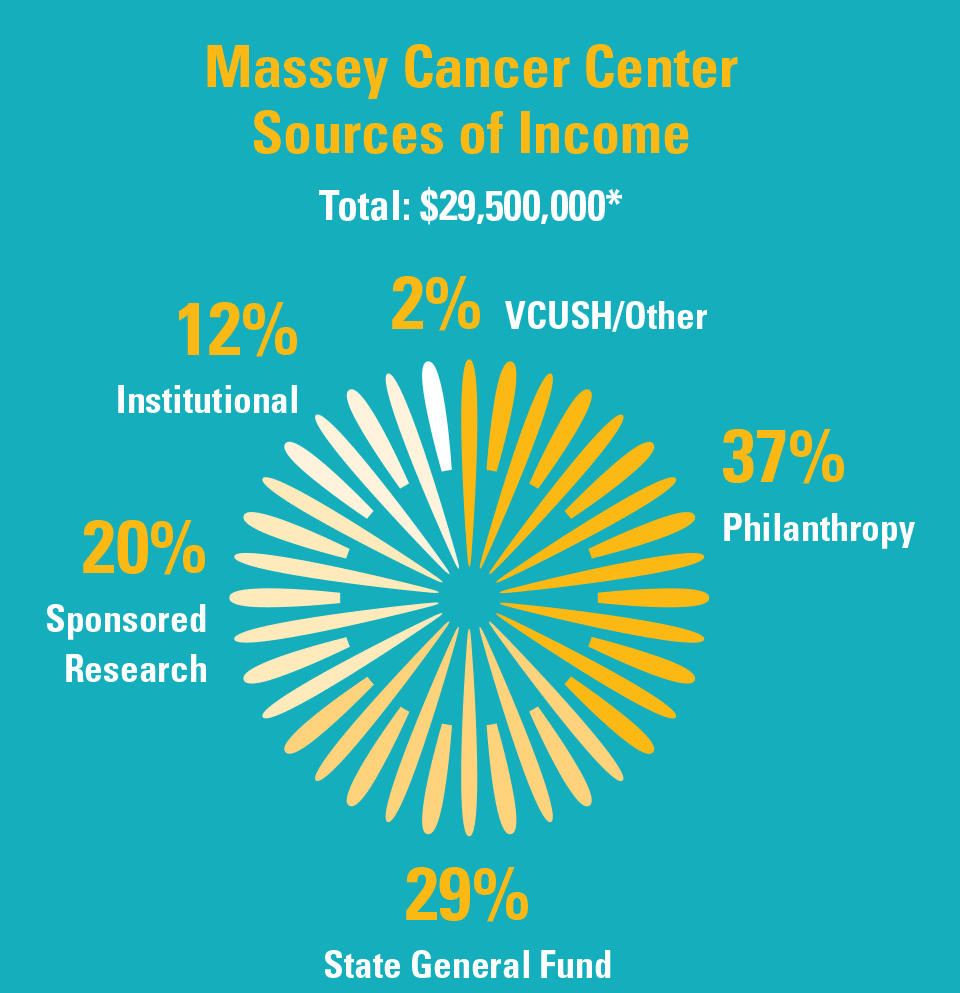 Massey Cancer Center
Sources of Income
Total: $29,500,000*
2% VCUSH/Other
12%
Institutional
37%
Philanthropy
20%
Sponsored
Research
29%
State General Fund